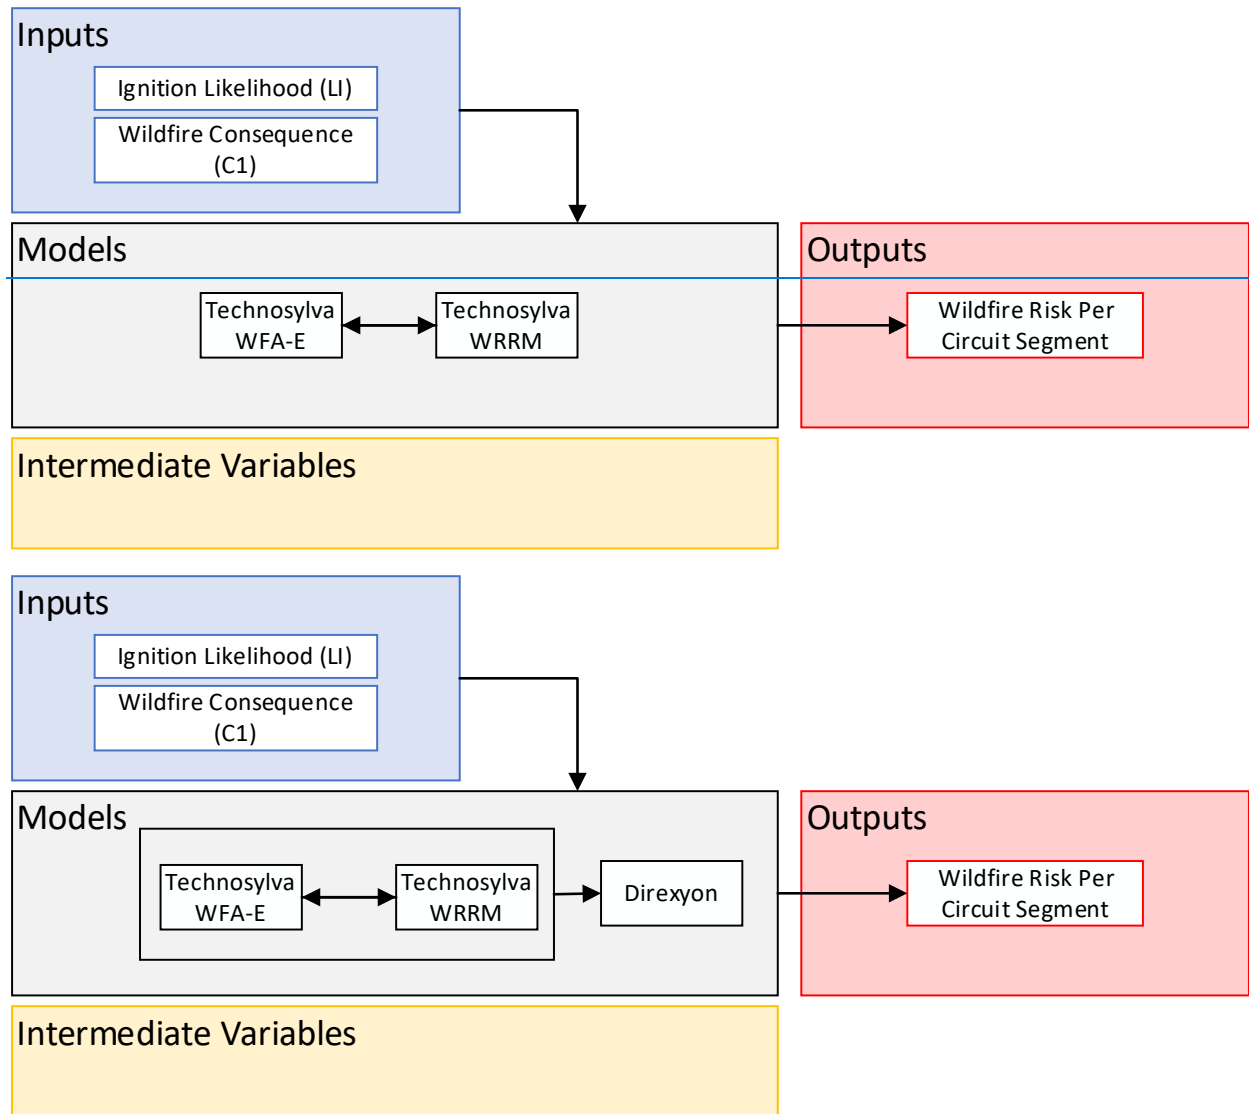 Inputs
Ignition Likelihood (LI)
Wildfire Consequence
(C1)
Models
Technosylva
WFA-E
Technosylva
WRRM
Outputs
Wildfire Risk Per
Circuit Segment
Intermediate Variables
Inputs
Ignition Likelihood (LI)
Wildfire Consequence
(C1)
Models
Technosylva
WFA-E
Technosylva
WRRM
Direxyon
Outputs
Wildfire Risk Per
Circuit Segment
Intermediate Variables